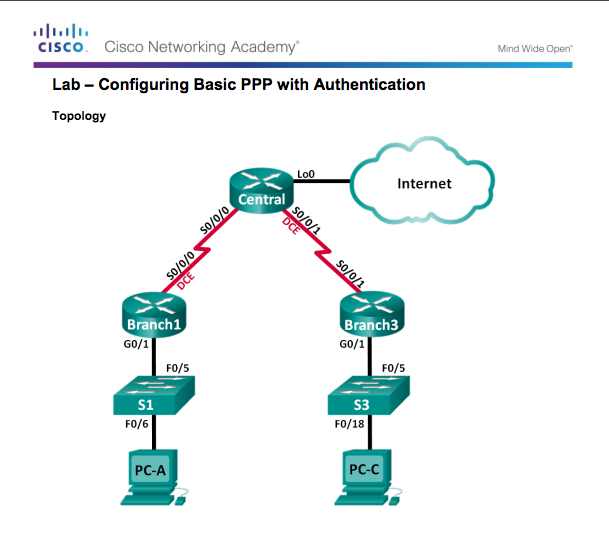 CISCO. Cisco Networking Academy® Mind Wide Open®
Lab – Configuring Basic PPP with Authentication
Topology
Lo0
Internet
Central
S0/0/0
S0/0/1
DCE
S0/0/0
DCE
S0/0/1
Branch1
Branch3
G0/1
G0/1
F0/5
F0/5
S1
S3
F0/6
F0/18
PC-A
PC-C